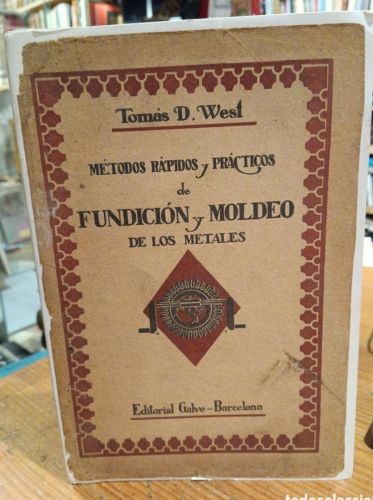 Tomás D. West
MÉTODOS RÁPIDOS y PRÁCTICOS
de
FUNDICIÓN y MOLDEO
DE LOS METALES
Editorial Galve-Barcelona